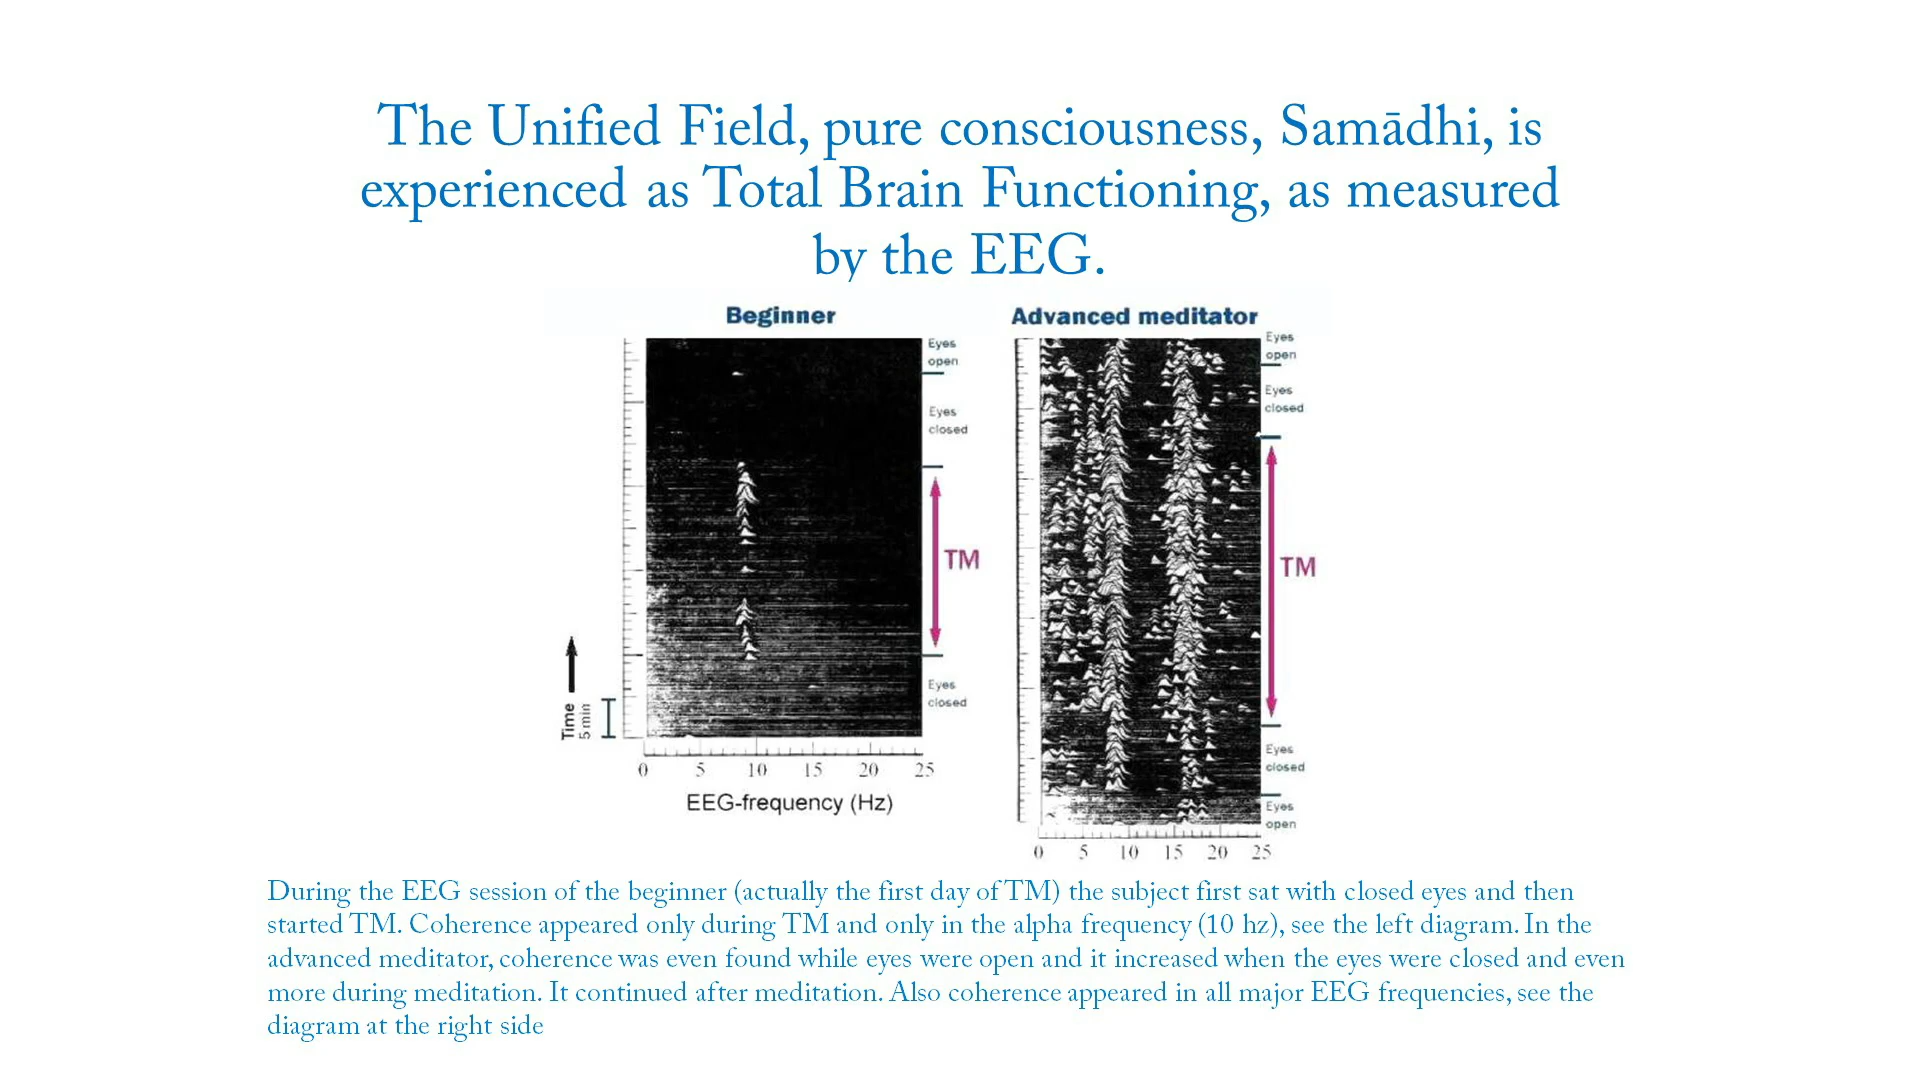 The Unified Field, pure consciousness, Samādhi, is
experienced as Total Brain Functioning, as measured
by the EEG.
Beginner
Eyes
open
Eyes
closed
TM
Eyes
closed
Time
5 min
0 5 10 15 20 25
EEG-frequency (Hz)
Advanced meditator
Eyes
open
Eyes
closed
TM
Eyes
closed
Eyes
open
0 5 10 15 20 25
During the EEG session of the beginner (actually the first day of TM) the subject first sat with closed eyes and then
started TM. Coherence appeared only during TM and only in the alpha frequency (10 hz), see the left diagram. In the
advanced meditator, coherence was even found while eyes were open and it increased when the eyes were closed and even
more during meditation. It continued after meditation. Also coherence appeared in all major EEG frequencies, see the
diagram at the right side